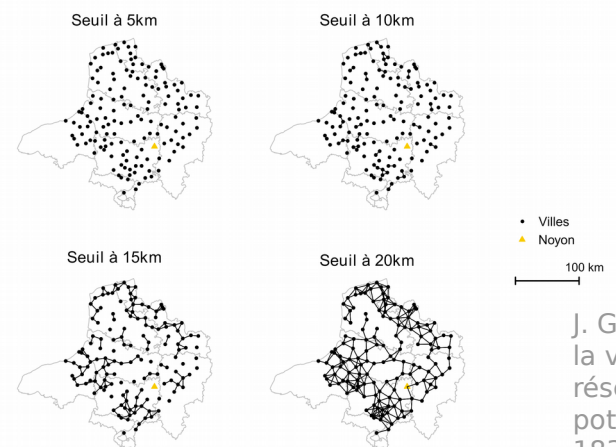 Seuil à 5km
Seuil à 10km
Villes
Noyon
100 km
Seuil à 15km
Seuil à 20km
J. G
la v
rése
pot